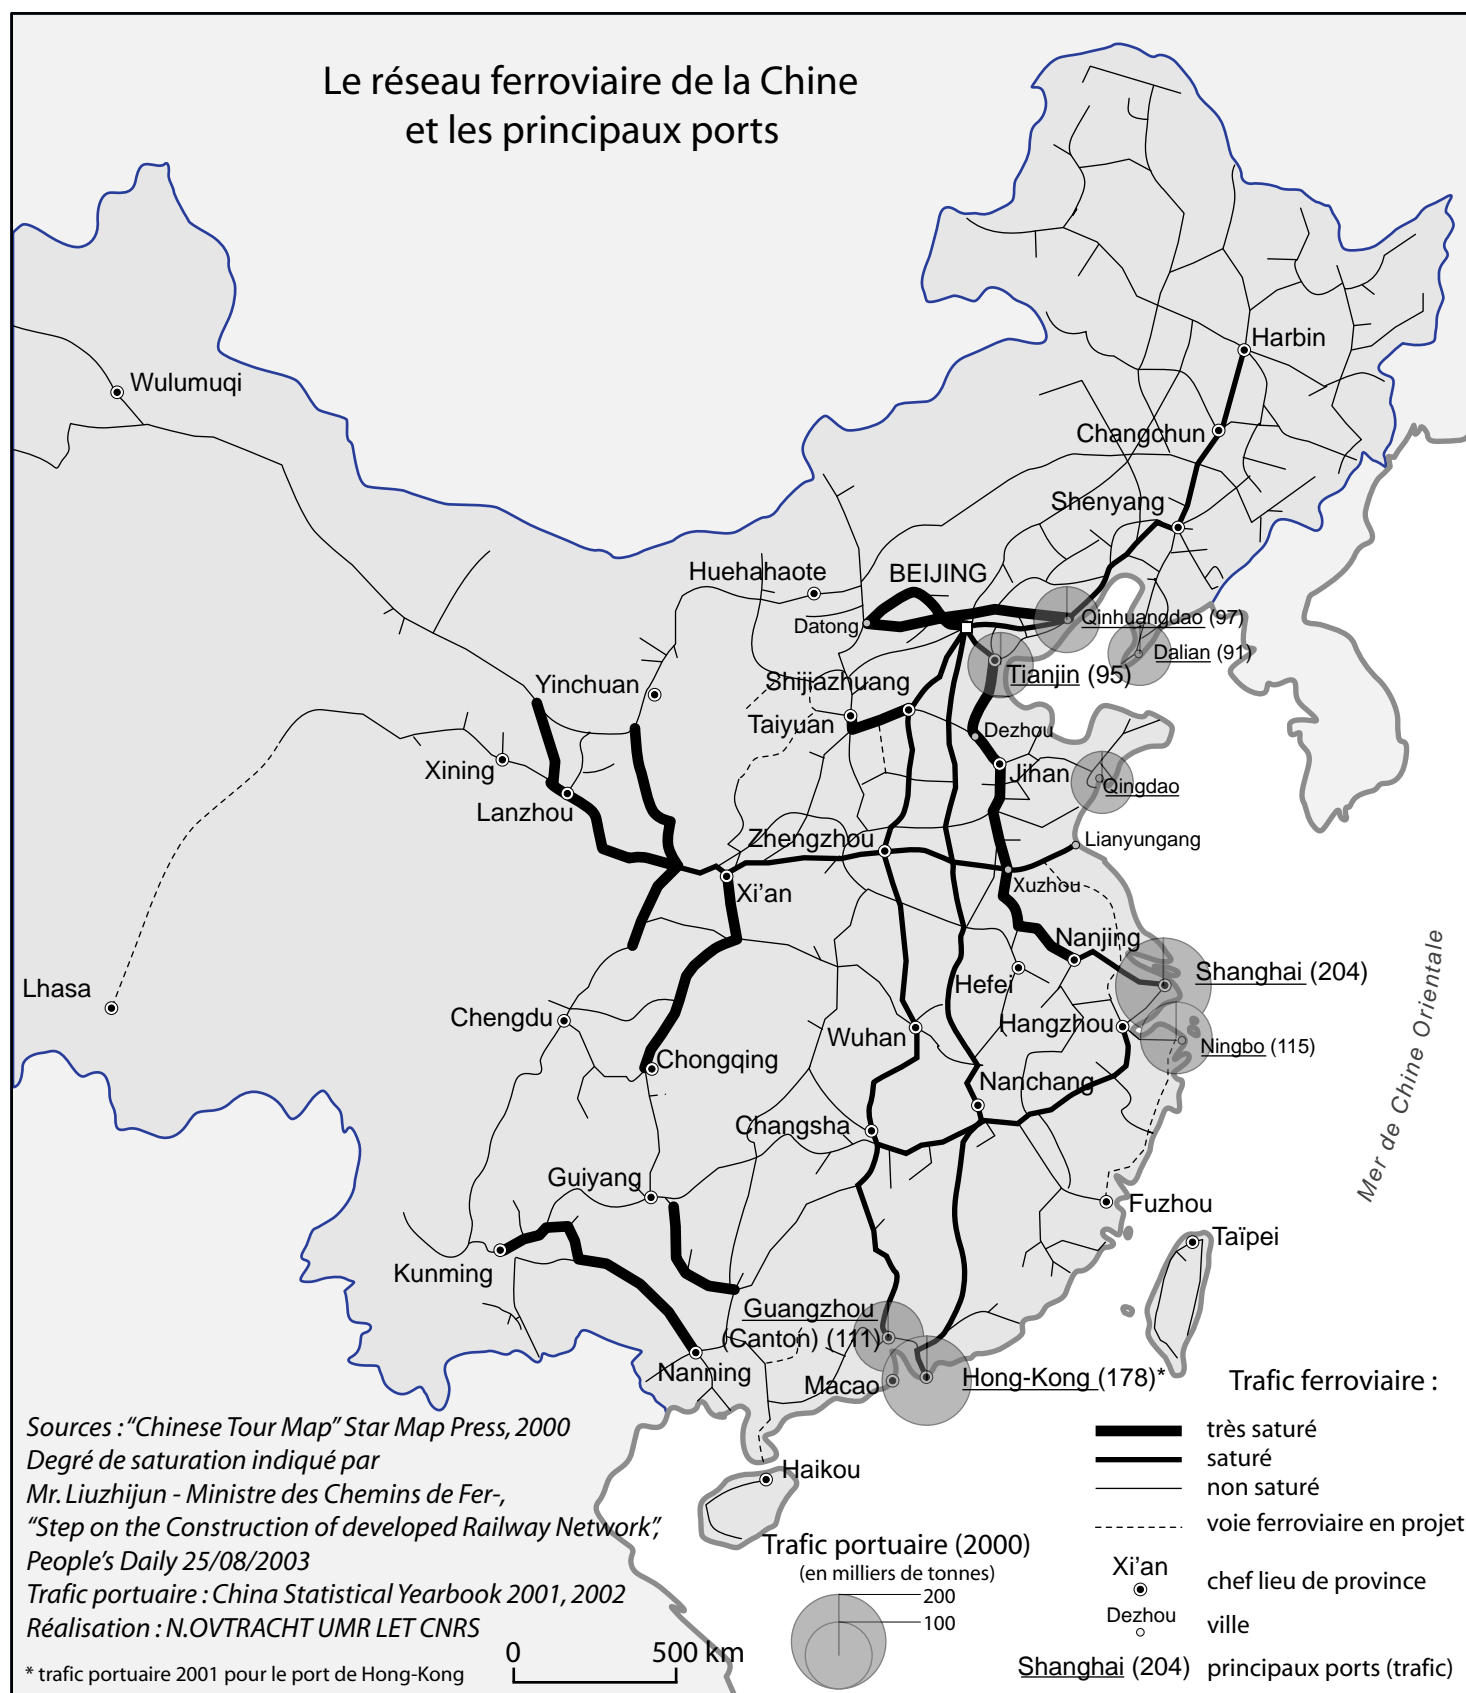 Le réseau ferroviaire de la Chine
et les principaux ports
Harbin
Wulumuqi
Changchun
Shenyang
Huehahaote
BEIJING
Datong
Qinhuangdao (97)
Dalian (91)
Tianjin (95)
Shijiazhuang
Yinchuan
Taiyuan
Dezhou
Xining
Jihan
Qingdao
Lanzhou
Zhengzhou
Lianyungang
Xi'an
Xuzhou
Nanjing
Shanghai (204)
Hefei
Lhasa
Chengdu
Wuhan
Hangzhou
Ningbo (115)
Chongqing
Nanchang
Changsha
Mer de Chine Orientale
Guiyang
Fuzhou
Taïpei
Kunming
Guangzhou
(Canton) (111)
Nanning
Macao
Hong-Kong (178)*
Haikou
Trafic ferroviaire :
très saturé
saturé
non saturé
voie ferroviaire en projet
Xi'an
chef lieu de province
Dezhou
ville
Shanghai (204) principaux ports (trafic)
Trafic portuaire (2000)
(en milliers de tonnes)
200
100
Sources : "Chinese Tour Map" Star Map Press, 2000
Degré de saturation indiqué par
Mr. Liuzhijun - Ministre des Chemins de Fer-,
"Step on the Construction of developed Railway Network",
People's Daily 25/08/2003
Trafic portuaire : China Statistical Yearbook 2001, 2002
Réalisation : N.OVTRACHT UMR LET CNRS
* trafic portuaire 2001 pour le port de Hong-Kong
0 500 km